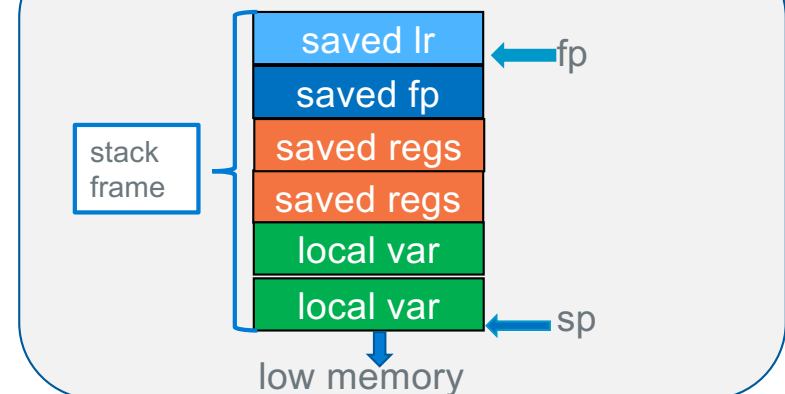 saved lr
fp
saved fp
stack
frame
saved regs
saved regs
local var
local var
sp
low memory